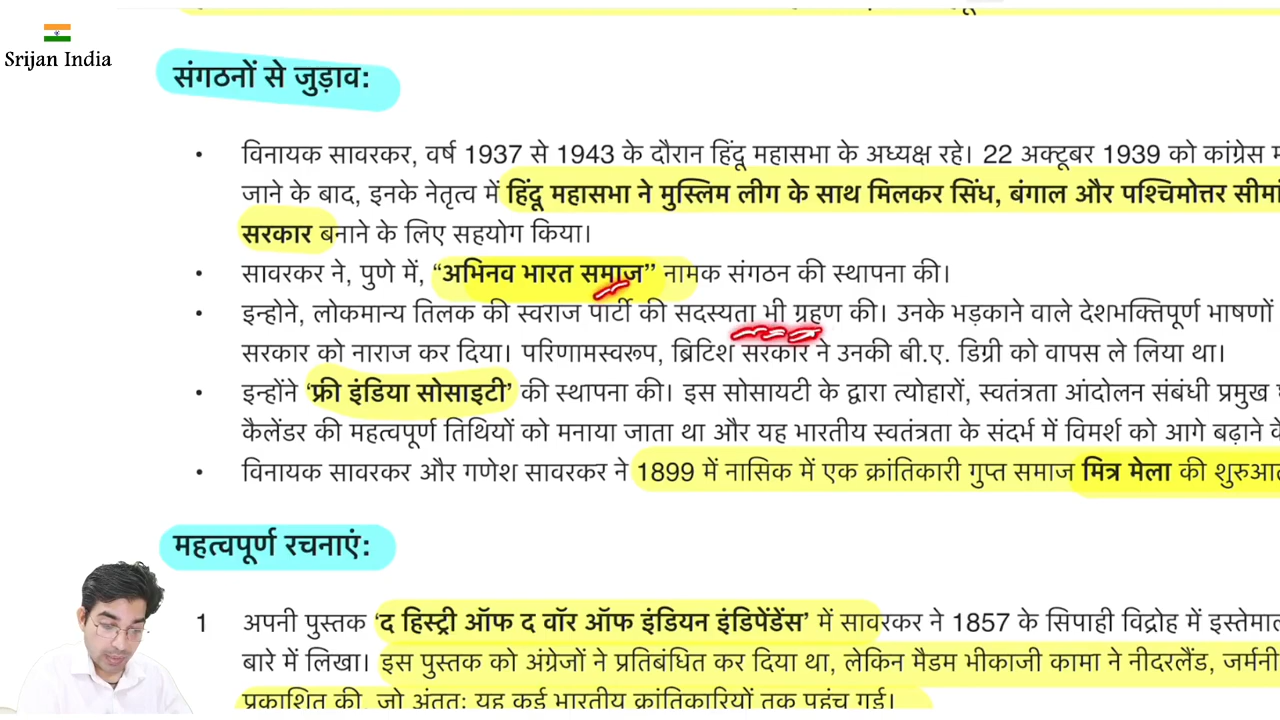 Srijan India
संगठनों से जुड़ाव:
• विनायक सावरकर, वर्ष 1937 से 1943 के दौरान हिंदू महासभा के अध्यक्ष रहे। 22 अक्टूबर 1939 को कांग्रेस
जाने के बाद, इनके नेतृत्व में हिंदू महासभा ने मुस्लिम लीग के साथ मिलकर सिंध, बंगाल और पश्चिमोत्तर
सरकार बनाने के लिए सहयोग किया।
• सावरकर ने, पुणे में, “अभिनव भारत समाज” नामक संगठन की स्थापना की।
• इन्होने, लोकमान्य तिलक की स्वराज पार्टी की सदस्यता भी ग्रहण की। उनके भड़काने वाले देशभक्तिपूर्ण भाषणों
सरकार को नाराज कर दिया। परिणामस्वरूप, ब्रिटिश सरकार ने उनकी बी.ए. डिग्री को वापस ले लिया था।
• इन्होंने ‘फ्री इंडिया सोसाइटी’ की स्थापना की। इस सोसायटी के द्वारा त्योहारों, स्वतंत्रता आंदोलन संबंधी प्रमुख
कैलेंडर की महत्वपूर्ण तिथियों को मनाया जाता था और यह भारतीय स्वतंत्रता के संदर्भ में विमर्श को आगे बढ़ाने
• विनायक सावरकर और गणेश सावरकर ने 1899 में नासिक में एक क्रांतिकारी गुप्त समाज मित्र मेला की
महत्वपूर्ण रचनाएं:
1 अपनी पुस्तक ‘द हिस्ट्री ऑफ द वॉर ऑफ इंडियन इंडिपेंडेंस’ में सावरकर ने 1857 के सिपाही विद्रोह में
बारे में लिखा। इस पुस्तक को अंग्रेजों ने प्रतिबंधित कर दिया था, लेकिन मैडम भीकाजी कामा ने नीदरलैंड,
प्रकाशित की, जो अंततः यह कई भारतीय क्रांतिकारियों तक पहुंच गई।